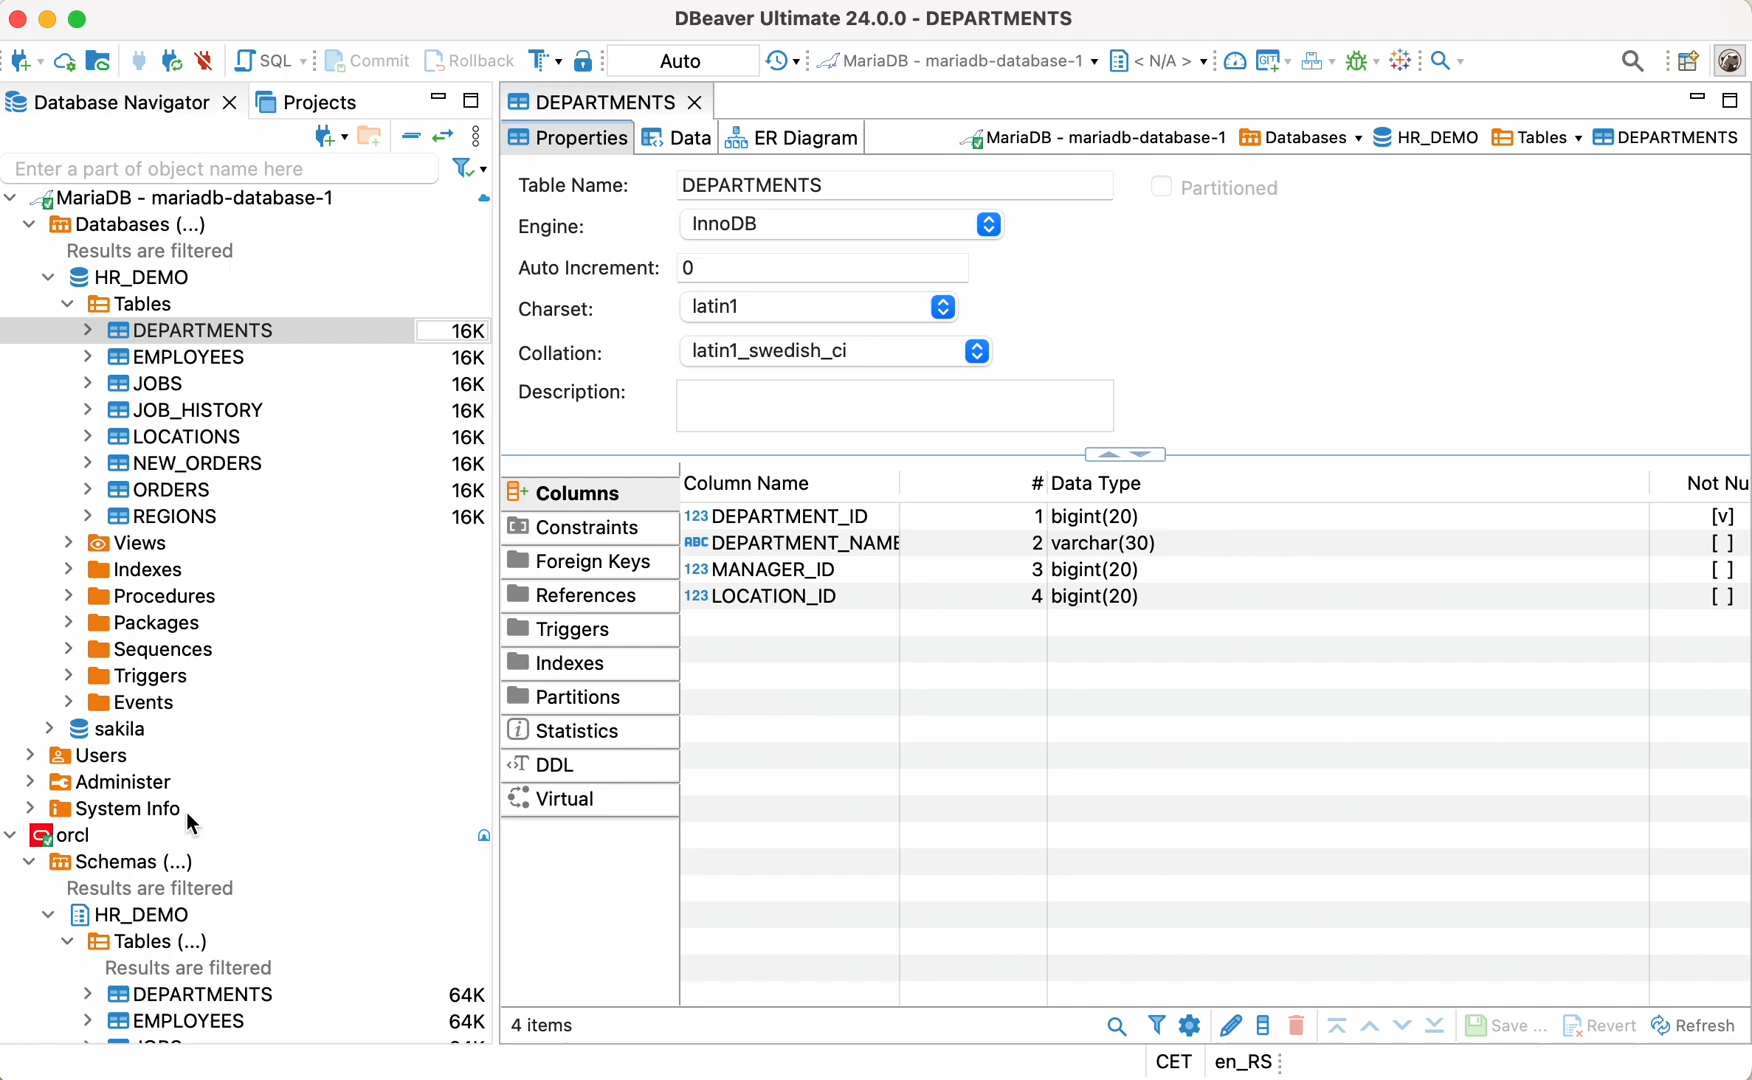 DBeaver Ultimate 24.0.0 - DEPARTMENTS
SQL Commit Rollback Auto MariaDB - mariadb-database-1 < N/A > GIT
Database Navigator Projects
Enter a part of object name here
MariaDB - mariadb-database-1
Databases (...)
Results are filtered
HR_DEMO
Tables
DEPARTMENTS 16K
EMPLOYEES 16K
JOBS 16K
JOB_HISTORY 16K
LOCATIONS 16K
NEW_ORDERS 16K
ORDERS 16K
REGIONS 16K
Views
Indexes
Procedures
Packages
Sequences
Triggers
Events
sakila
Users
Administer
System Info
orcl
Schemas (...)
Results are filtered
HR_DEMO
Tables (...)
Results are filtered
DEPARTMENTS 64K
EMPLOYEES 64K
DEPARTMENTS
Properties Data ER Diagram MariaDB - mariadb-database-1 Databases HR_DEMO Tables DEPARTMENTS
Table Name: DEPARTMENTS Partitioned
Engine: InnoDB
Auto Increment: 0
Charset: latin1
Collation: latin1_swedish_ci
Description:
Columns
Constraints
Foreign Keys
References
Triggers
Indexes
Partitions
Statistics
DDL
Virtual
Column Name # Data Type Not Nu
123 DEPARTMENT_ID 1 bigint(20) [v]
ABC DEPARTMENT_NAME 2 varchar(30) [ ]
123 MANAGER_ID 3 bigint(20) [ ]
123 LOCATION_ID 4 bigint(20) [ ]
4 items Save ... Revert Refresh
CET en_RS